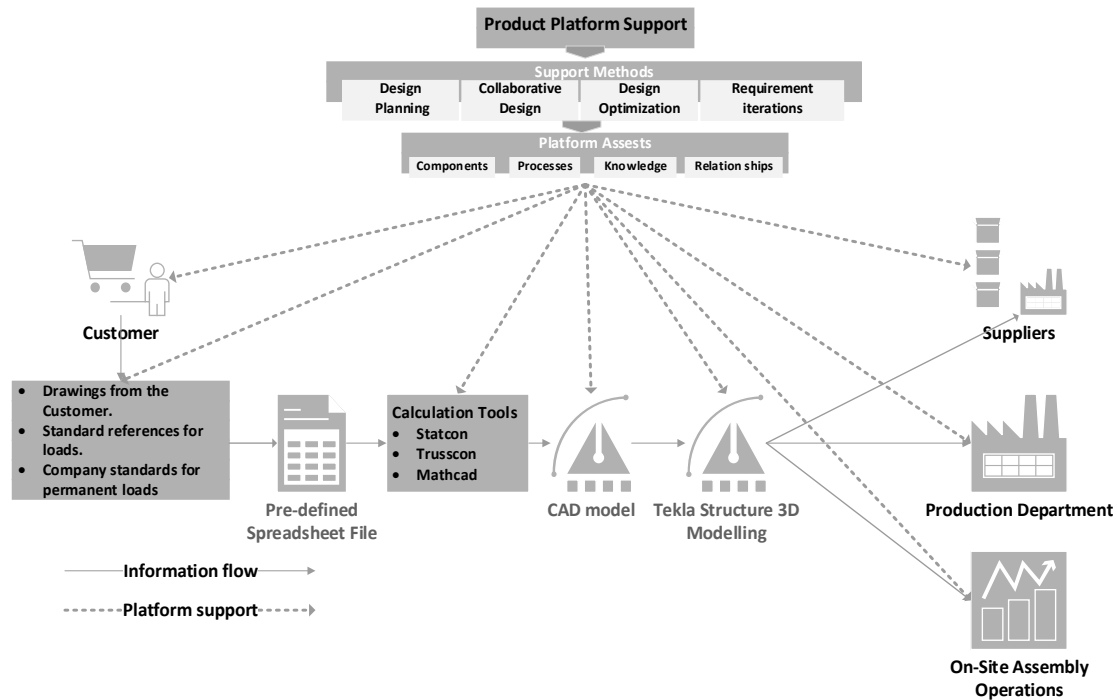 Product Platform Support
Support Methods
Design
Planning
Collaborative
Design
Design
Optimization
Requirement
iterations
Platform Assests
Components
Processes
Knowledge
Relation ships
Customer
Suppliers
• Drawings from the
Customer.
• Standard references for
loads.
• Company standards for
permanent loads
Pre-defined
Spreadsheet File
Calculation Tools
• Statcon
• Trusscon
• Mathcad
CAD model
Tekla Structure 3D
Modelling
Production Department
Information flow
Platform support
On-Site Assembly
Operations